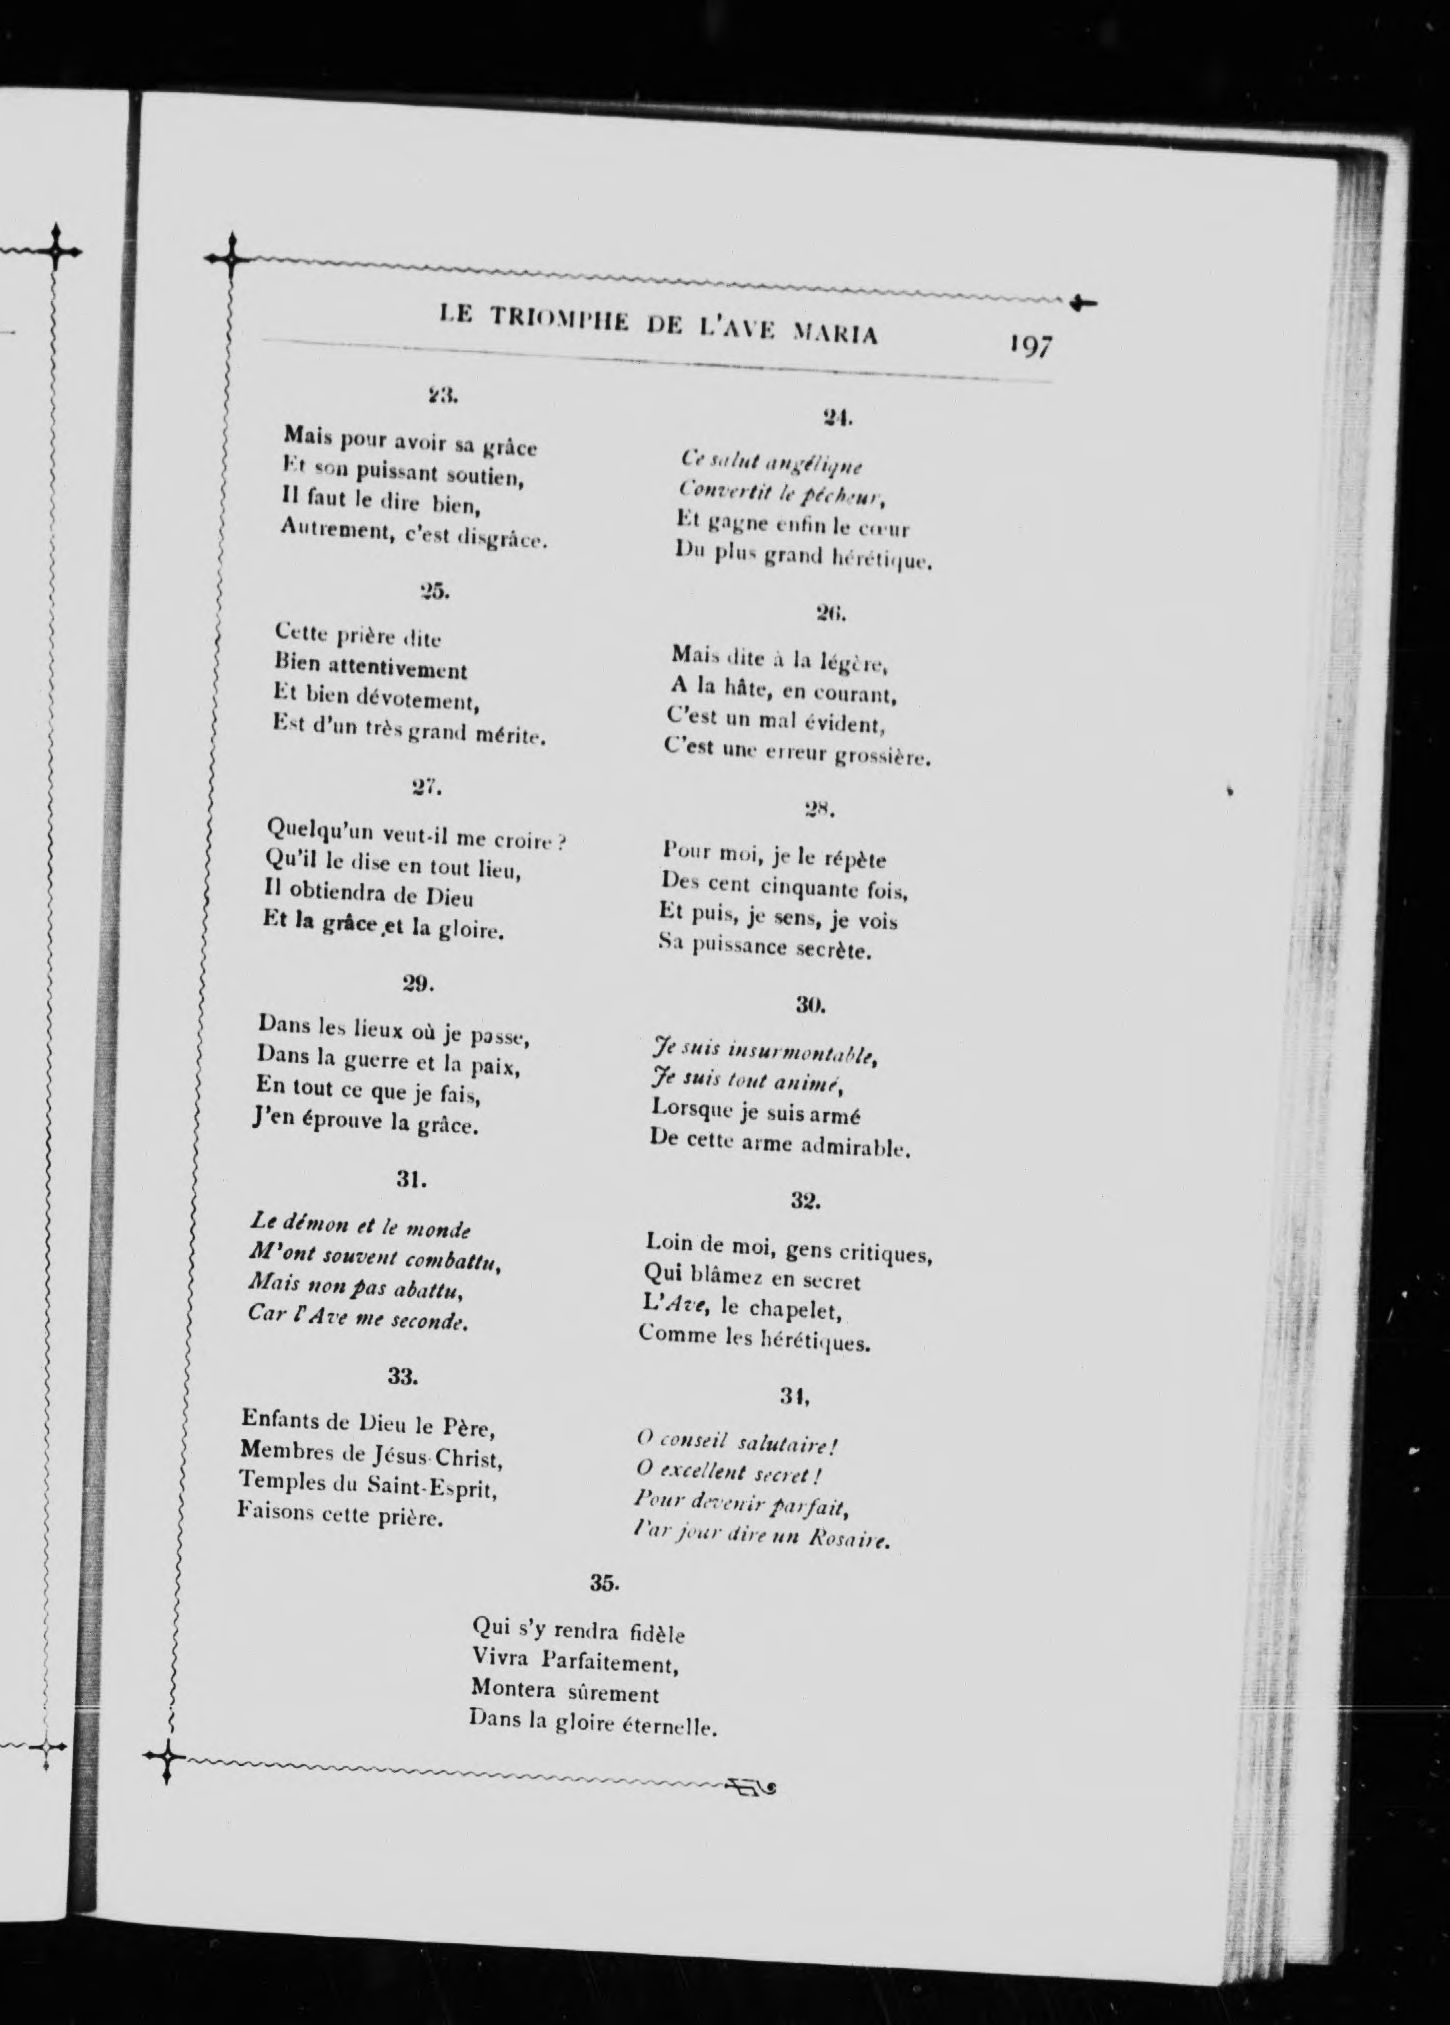 LE TRIOMPHE DE L'AVE MARIA 197
23.
Mais pour avoir sa grâce
Et son puissant soutien,
Il faut le dire bien,
Autrement, c'est disgrâce.
24.
Ce salut angélique
Convertit le pécheur,
Et gagne enfin le cœur
Du plus grand hérétique.
25.
Cette prière dite
Bien attentivement
Et bien dévotement,
Est d'un très grand mérite.
26.
Mais dite à la légère,
A la hâte, en courant,
C'est un mal évident,
C'est une erreur grossière.
27.
Quelqu'un veut-il me croire ?
Qu'il le dise en tout lieu,
Il obtiendra de Dieu
Et la grâce et la gloire.
28.
Pour moi, je le répète
Des cent cinquante fois,
Et puis, je sens, je vois
Sa puissance secrète.
29.
Dans les lieux où je passe,
Dans la guerre et la paix,
En tout ce que je fais,
J'en éprouve la grâce.
30.
Je suis insurmontable,
Je suis tout animé,
Lorsque je suis armé
De cette arme admirable.
31.
Le démon et le monde
M'ont souvent combattu,
Mais non pas abattu,
Car l'Ave me seconde.
32.
Loin de moi, gens critiques,
Qui blâmez en secret
L'Ave, le chapelet,
Comme les hérétiques.
33.
Enfants de Dieu le Père,
Membres de Jésus-Christ,
Temples du Saint-Esprit,
Faisons cette prière.
34,
O conseil salutaire !
O excellent secret !
Pour devenir parfait,
Par jour dire un Rosaire.
35.
Qui s'y rendra fidèle
Vivra Parfaitement,
Montera sûrement
Dans la gloire éternelle.